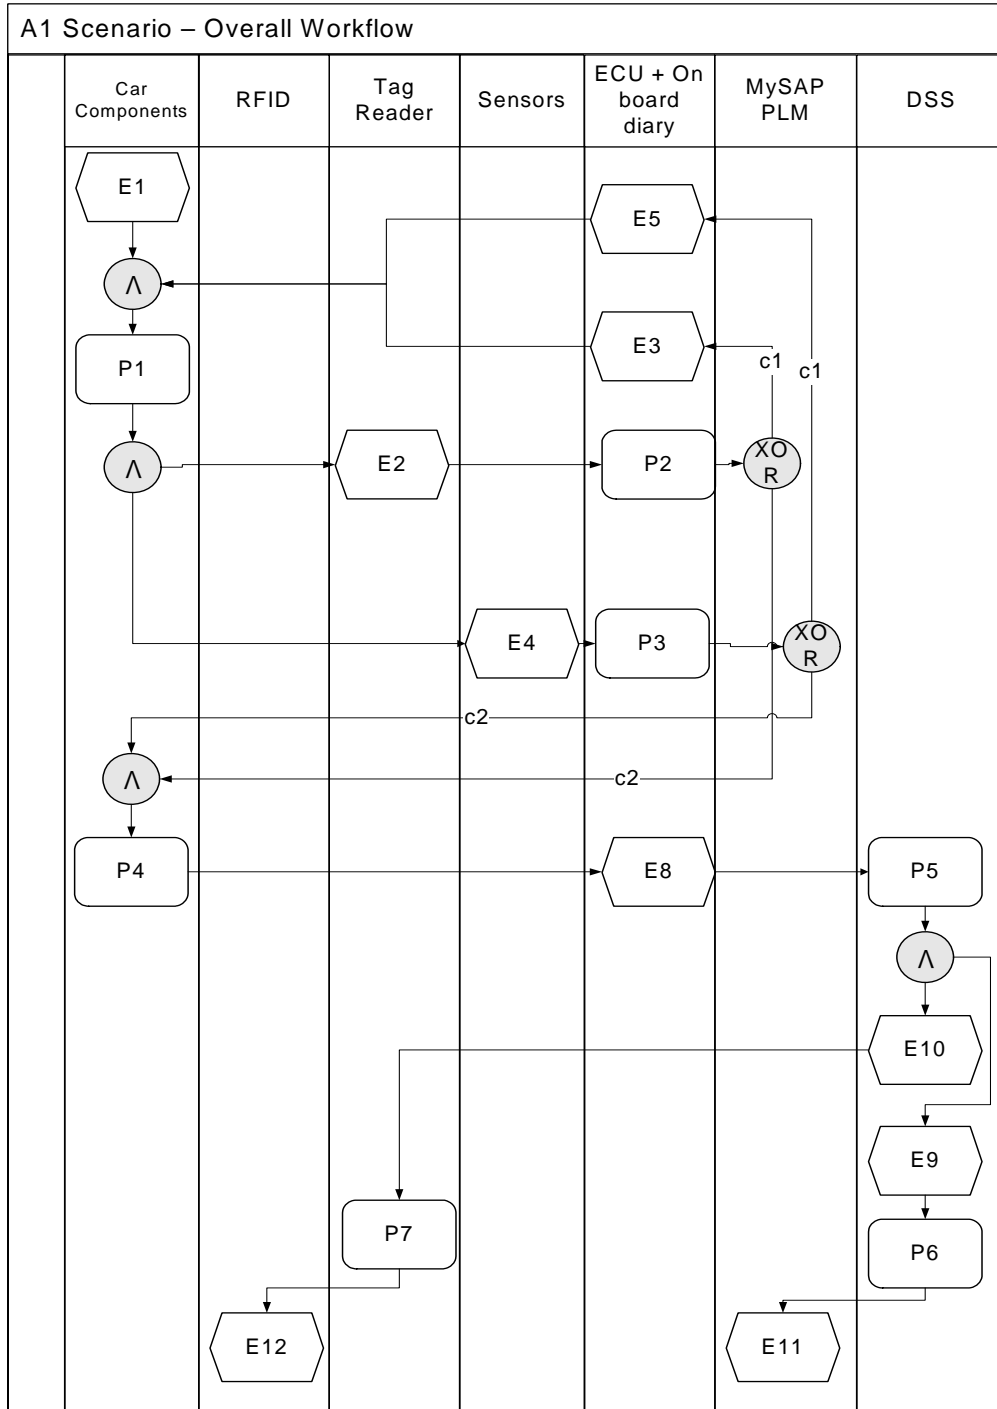 A1 Scenario – Overall Workflow
Car
Components
RFID
Tag
Reader
Sensors
ECU + On
board
diary
MySAP
PLM
DSS
E1
E5
Λ
E3
c1
c1
P1
Λ
E2
P2
XO
R
E4
P3
XO
R
c2
Λ
c2
P4
E8
P5
Λ
E10
E9
P7
P6
E12
E11